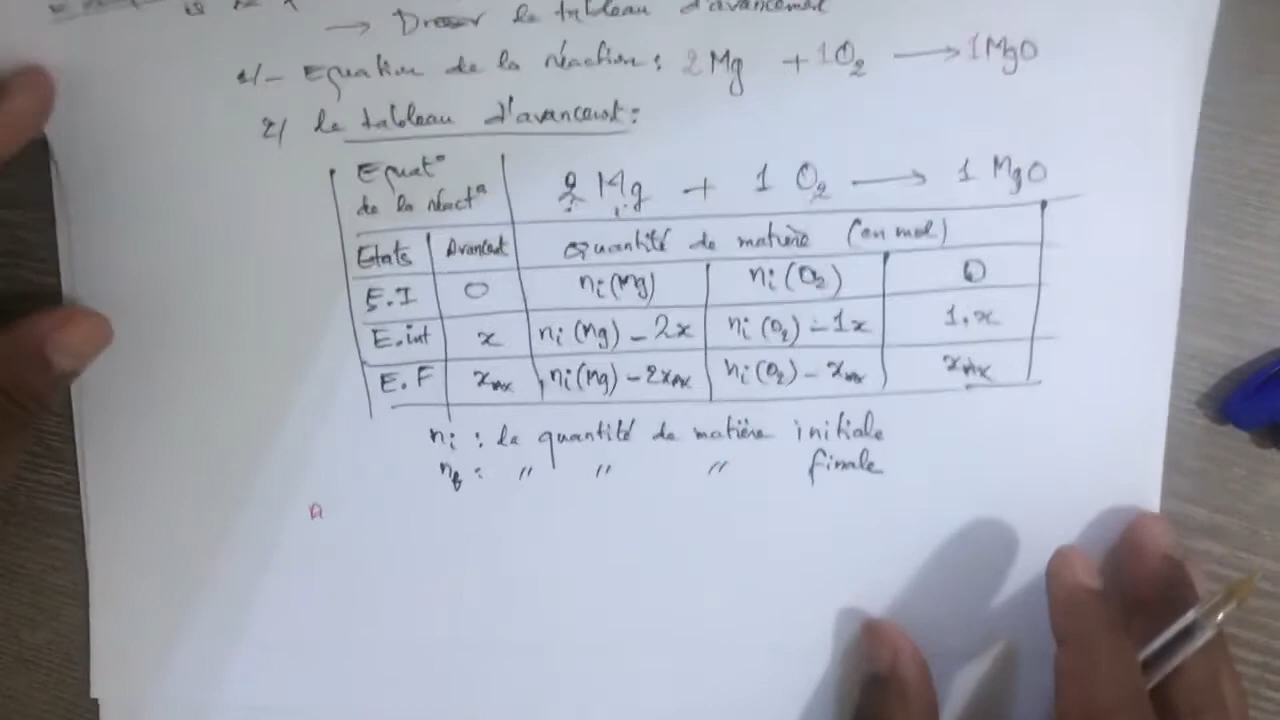 → Dresser le tableau d'avancement
1/- Equation de la réaction : 2Mg + 1O₂ → 1MgO
2/ le tableau d'avancent :
Equat° de la réact° 2 Mg + 1 O₂ → 1 MgO
Etats Avancent Quantité de matière (en mol)
E.I 0 ni(Mg) ni(O₂) 0
E.int x ni(Mg) - 2x ni(O₂) - 1x 1.x
E.F xmax ni(Mg) - 2xmax ni(O₂) - xmax xmax
ni : la quantité de matière initiale
nf : " " " finale
n